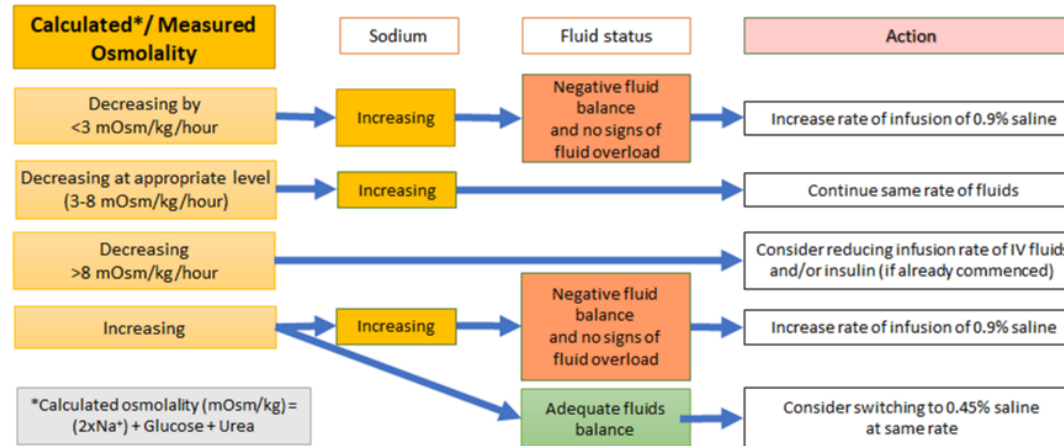 Calculated*/ Measured
Osmolality
Sodium
Fluid status
Action
Decreasing by
<3 mOsm/kg/hour
Increasing
Negative fluid
balance
and no signs of
fluid overload
Increase rate of infusion of 0.9% saline
Decreasing at appropriate level
(3-8 mOsm/kg/hour)
Increasing
Continue same rate of fluids
Decreasing
>8 mOsm/kg/hour
Consider reducing infusion rate of IV fluids
and/or insulin (if already commenced)
Increasing
Increasing
Negative fluid
balance
and no signs of
fluid overload
Increase rate of infusion of 0.9% saline
Adequate fluids
balance
Consider switching to 0.45% saline
at same rate
*Calculated osmolality (mOsm/kg) =
(2xNa⁺) + Glucose + Urea